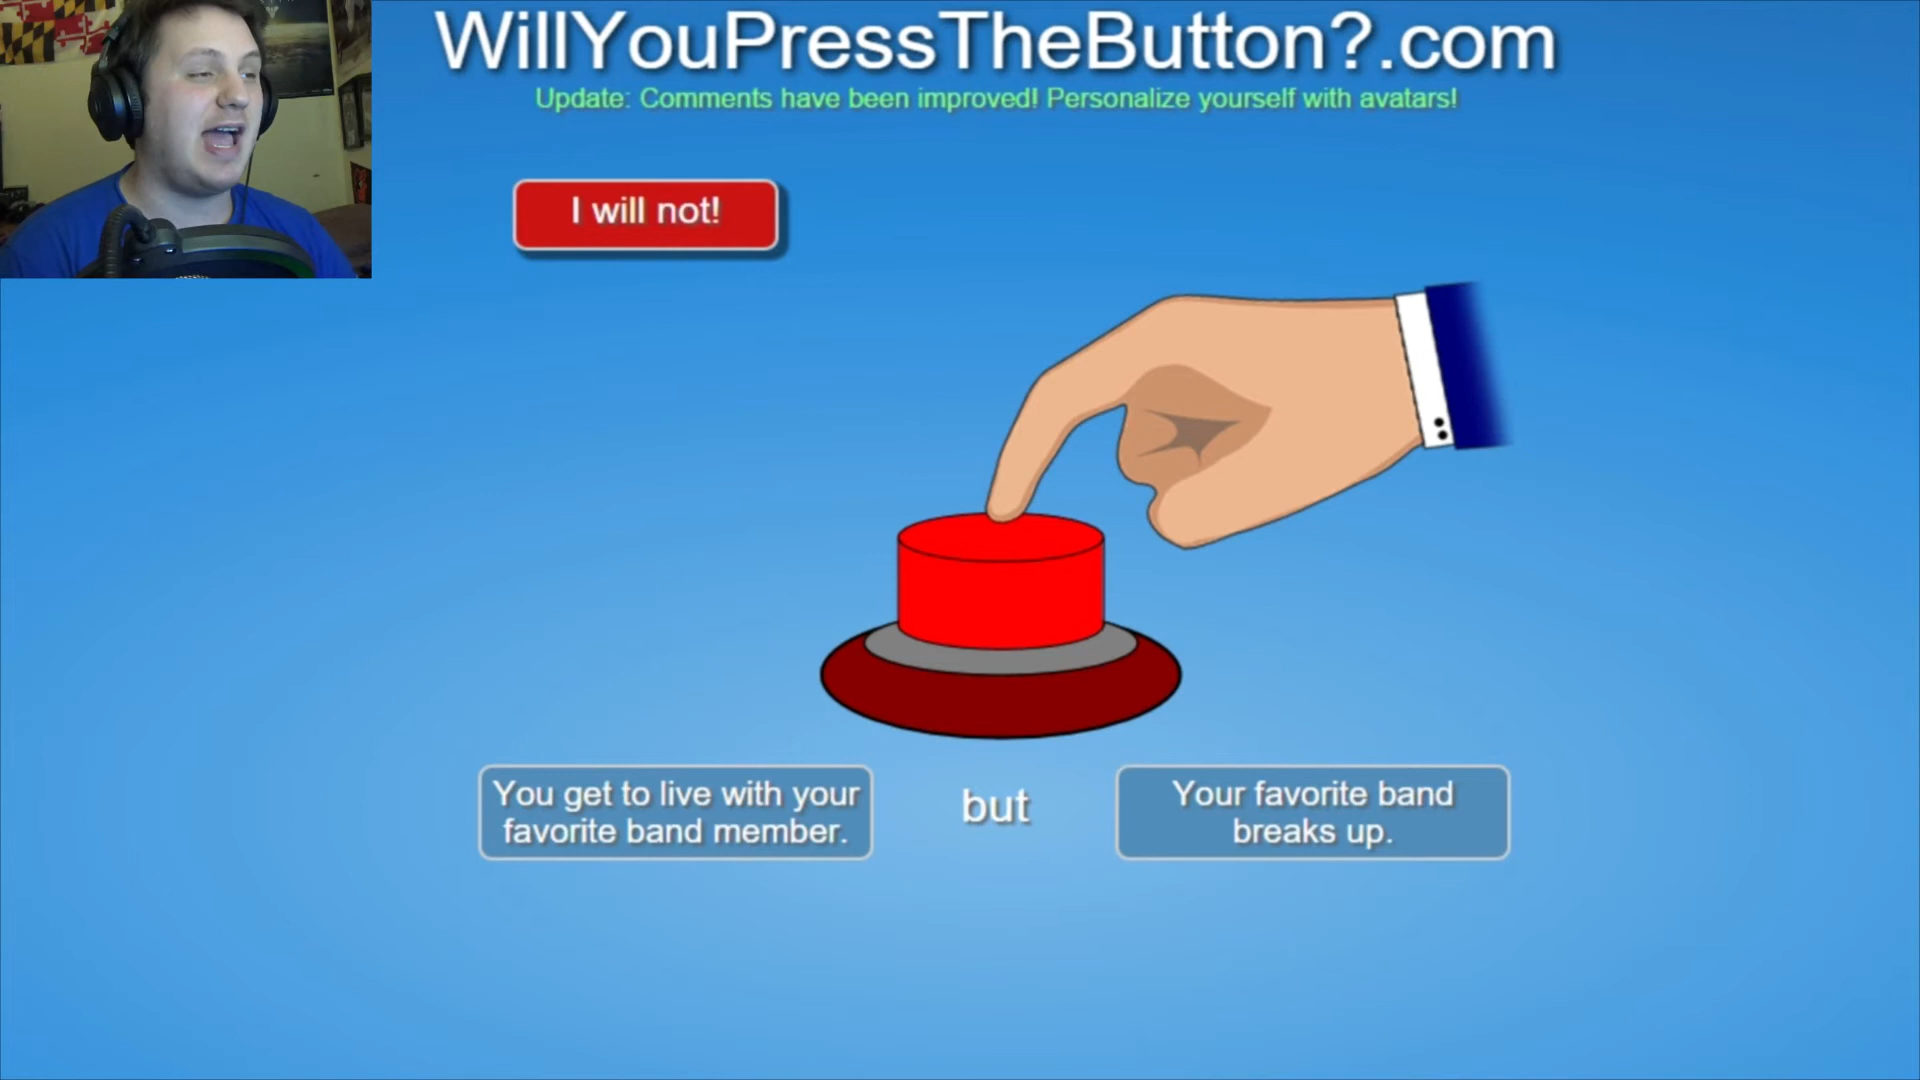 WillYouPressTheButton?.com
Update: Comments have been improved! Personalize yourself with avatars!
I will not!
You get to live with your
favorite band member.
but
Your favorite band
breaks up.